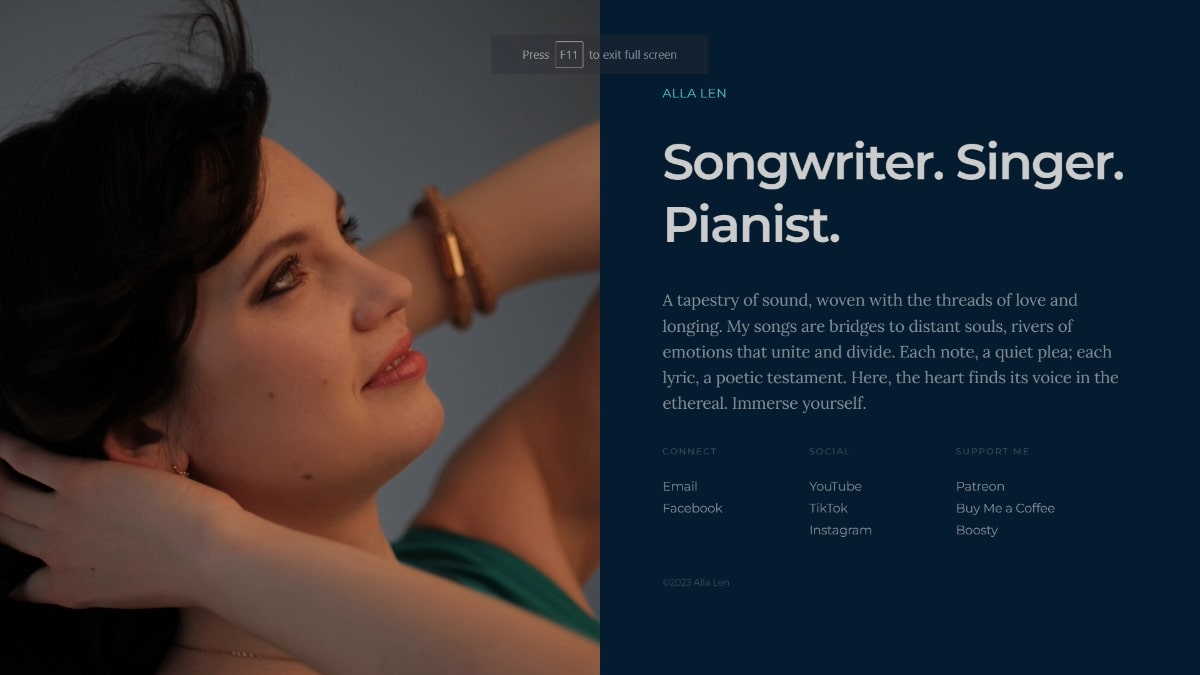 Press F11 to exit full screen
ALLA LEN
Songwriter. Singer.
Pianist.
A tapestry of sound, woven with the threads of love and
longing. My songs are bridges to distant souls, rivers of
emotions that unite and divide. Each note, a quiet plea; each
lyric, a poetic testament. Here, the heart finds its voice in the
ethereal. Immerse yourself.
CONNECT
Email
Facebook
SOCIAL
YouTube
TikTok
Instagram
SUPPORT ME
Patreon
Buy Me a Coffee
Boosty
©2023 Alla Len